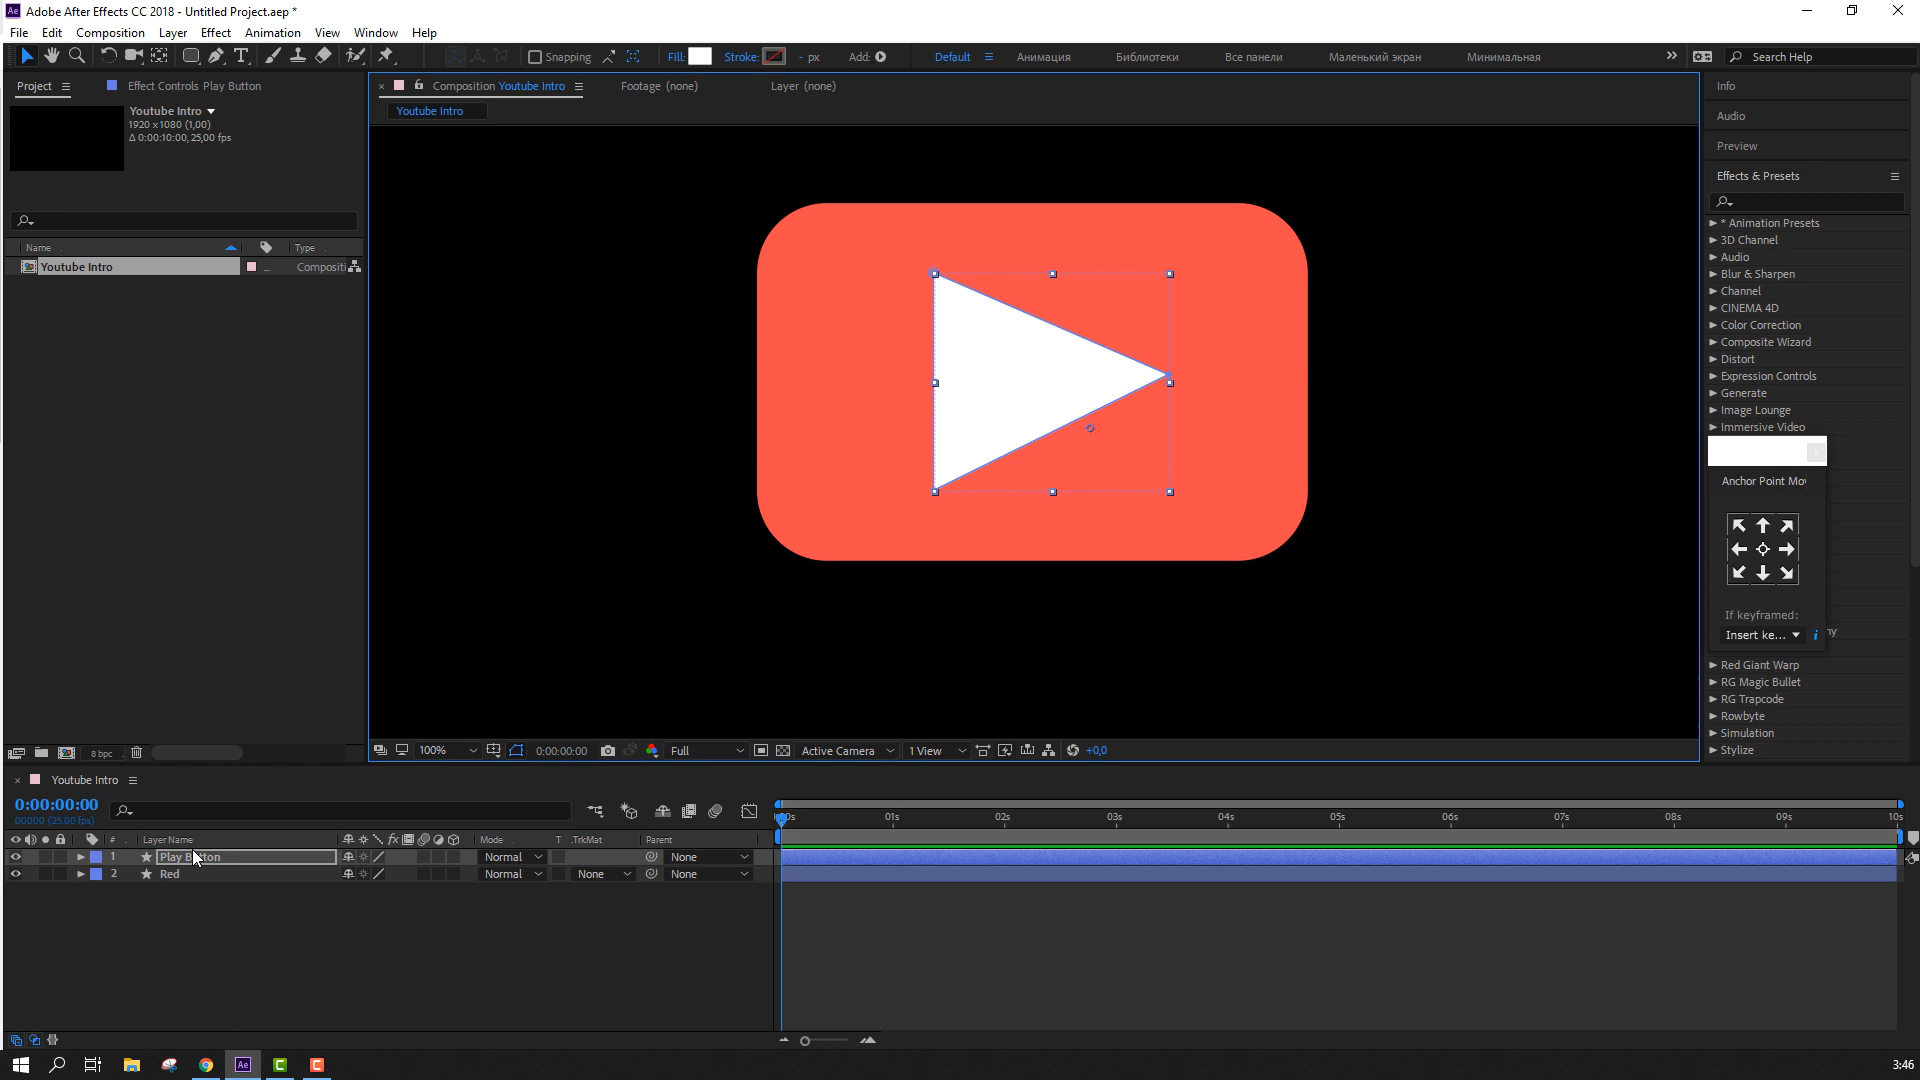 Ae Adobe After Effects CC 2018 - Untitled Project.aep *
File Edit Composition Layer Effect Animation View Window Help
Snapping Fill: Stroke: - px Add: Default Анимация Библиотеки Все панели Маленький экран Минимальная Search Help
Project Effect Controls Play Button
Composition Youtube Intro Footage (none) Layer (none)
Youtube Intro
Youtube Intro
1920 x 1080 (1,00)
Δ 0:00:10:00, 25,00 fps
Name Type
Youtube Intro Compositi
Info
Audio
Preview
Effects & Presets
* Animation Presets
3D Channel
Audio
Blur & Sharpen
Channel
CINEMA 4D
Color Correction
Composite Wizard
Distort
Expression Controls
Generate
Image Lounge
Immersive Video
Anchor Point Mo
If keyframed:
Insert ke...
Red Giant Warp
RG Magic Bullet
RG Trapcode
Rowbyte
Simulation
Stylize
8 bpc
100% 0:00:00:00 Full Active Camera 1 View +0,0
Youtube Intro
0:00:00:00
00000 (25.00 fps)
01s 02s 03s 04s 05s 06s 07s 08s 09s 10s
# Layer Name fx Mode T .TrkMat Parent
1 Play Button Normal None
2 Red Normal None None
Ae C C 3:46